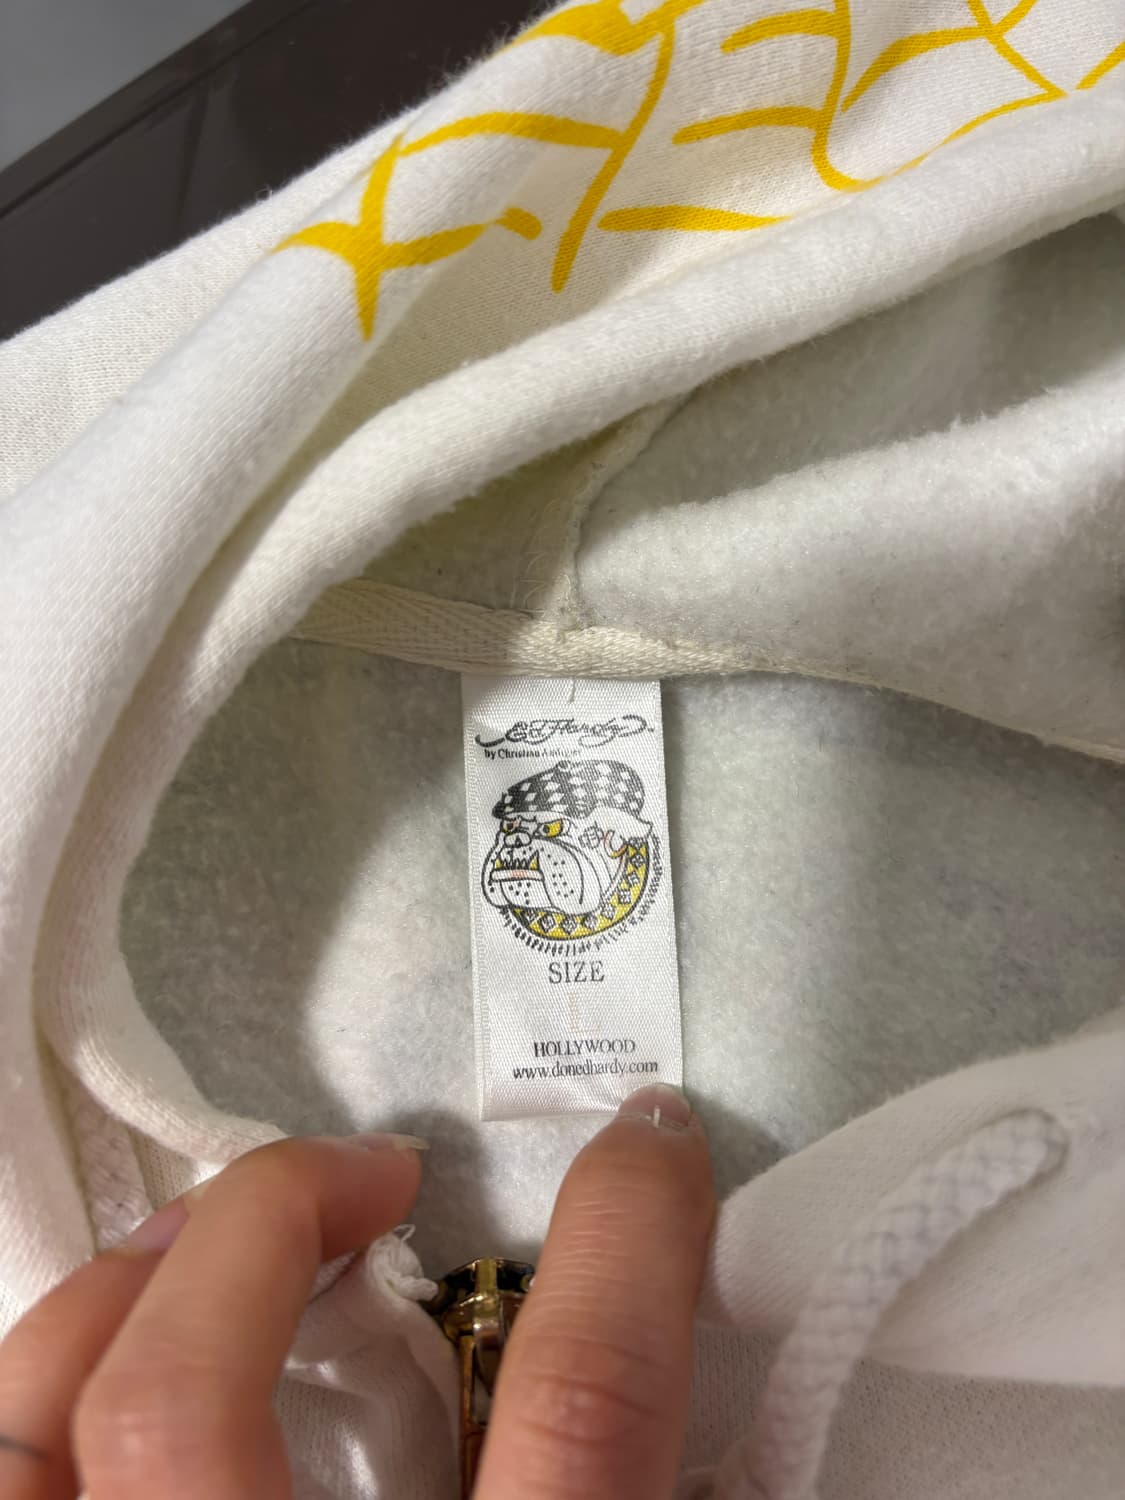 Ed Hardy
by Christian Audigier
SIZE
L
HOLLYWOOD
www.donedhardy.com